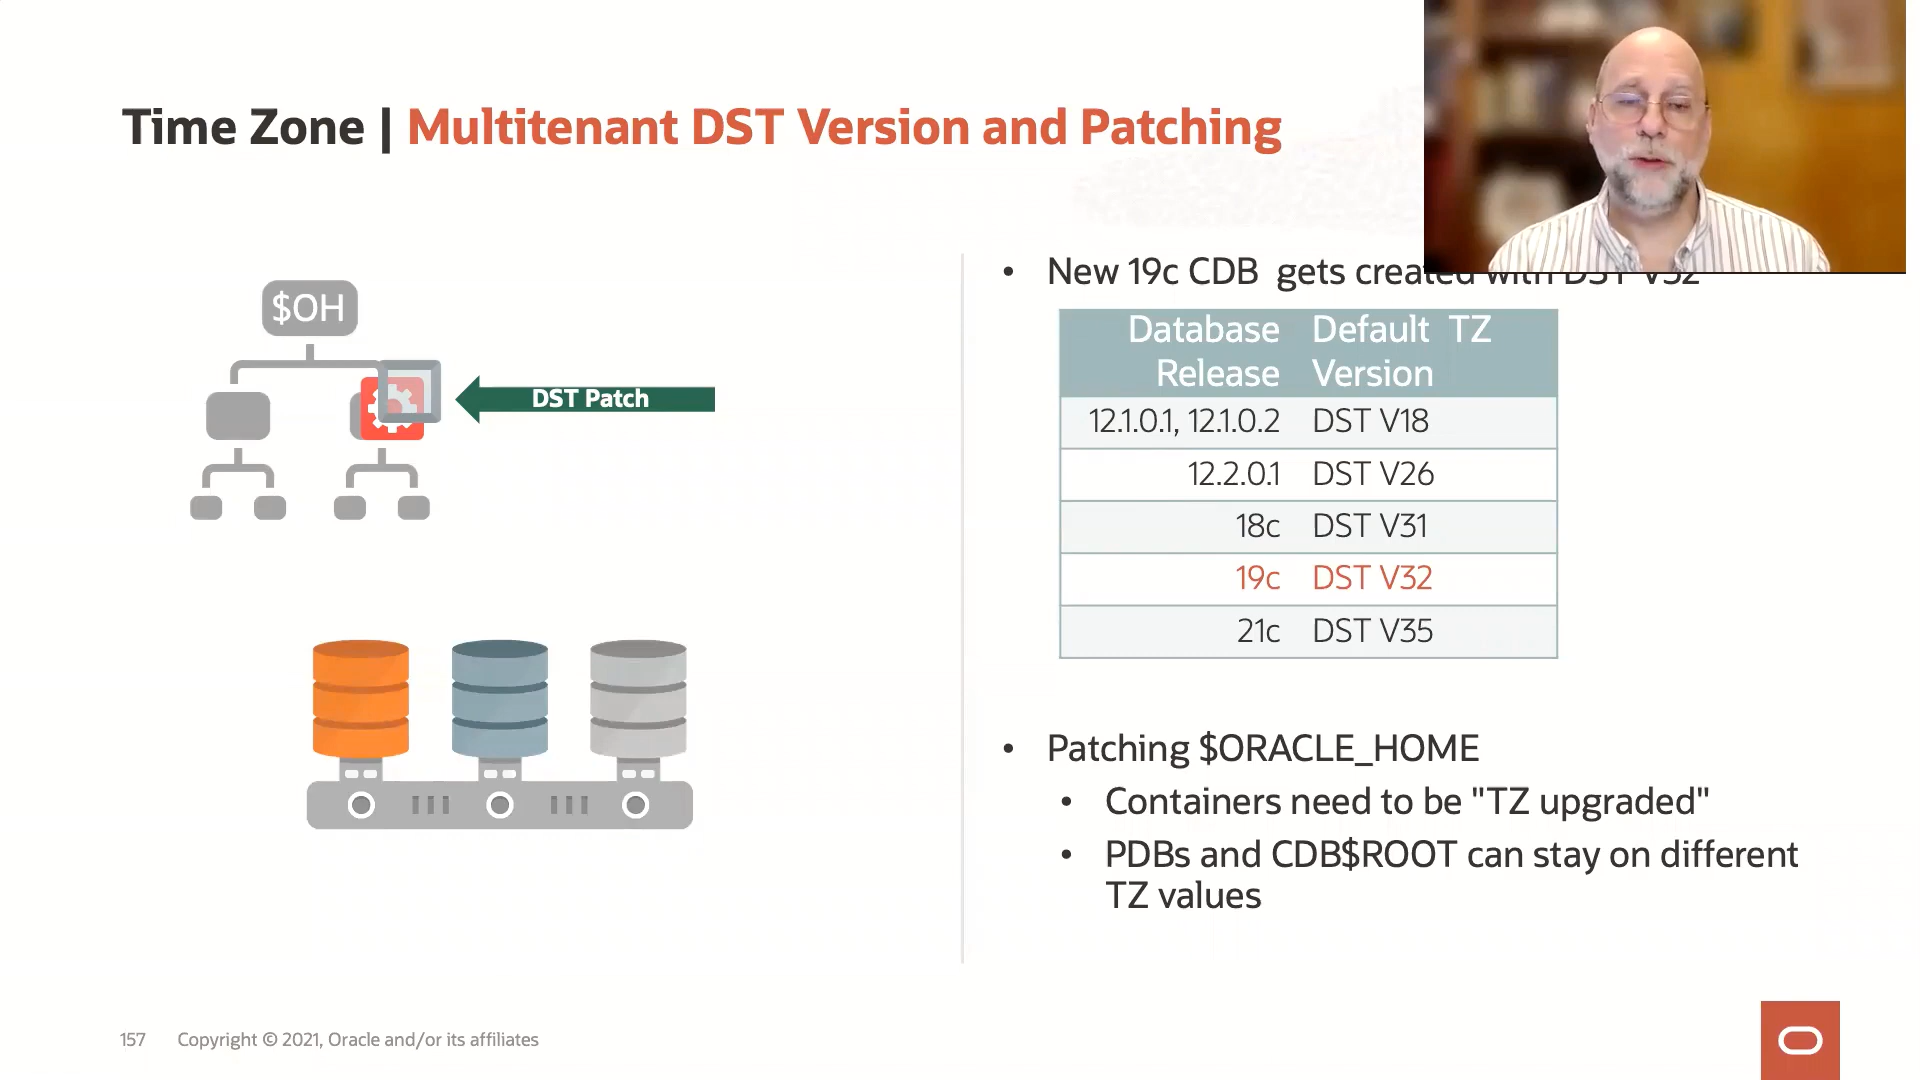 Time Zone | Multitenant DST Version and Patching
$OH
DST Patch
• New 19c CDB gets created with DST V32
Database Release Default TZ Version
12.1.0.1, 12.1.0.2 DST V18
12.2.0.1 DST V26
18c DST V31
19c DST V32
21c DST V35
• Patching $ORACLE_HOME
• Containers need to be "TZ upgraded"
• PDBs and CDB$ROOT can stay on different
TZ values
157 Copyright © 2021, Oracle and/or its affiliates